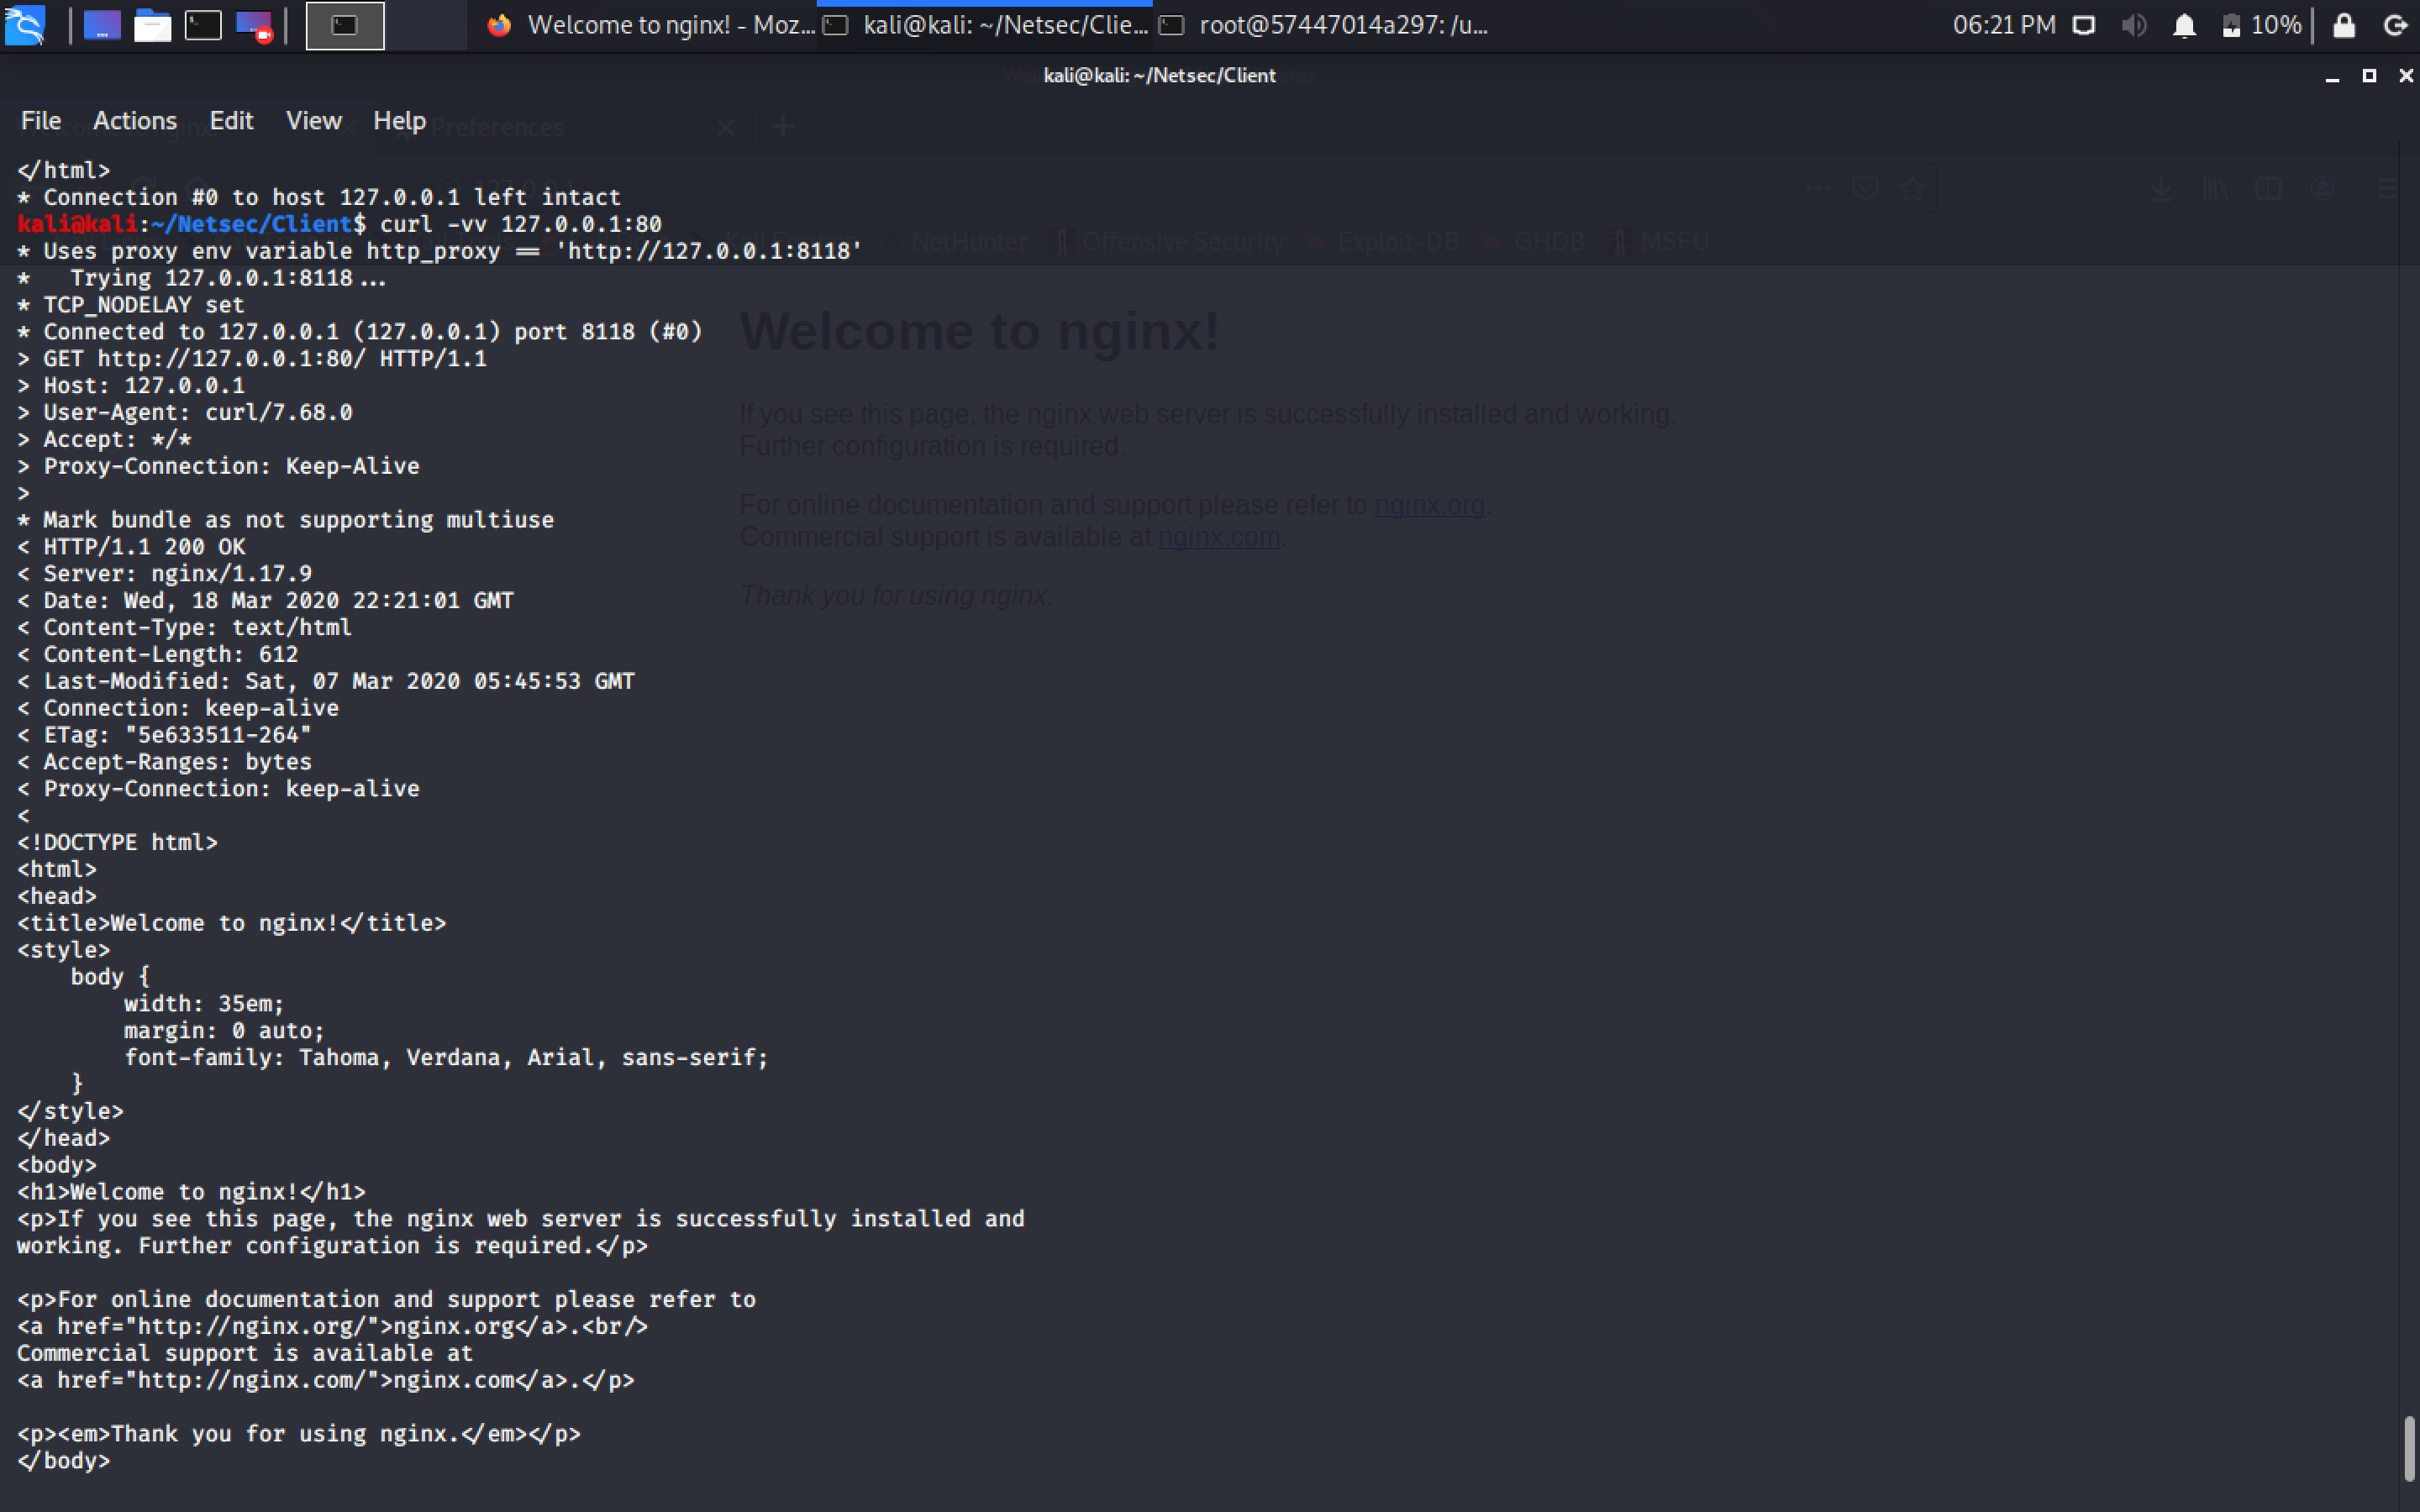 Welcome to nginx! - Moz...
kali@kali: ~/Netsec/Clie...
root@57447014a297: /u...
06:21 PM
10%
kali@kali: ~/Netsec/Client
File Actions Edit View Help
Preferences
</html>
* Connection #0 to host 127.0.0.1 left intact
kali@kali:~/Netsec/Client$ curl -vv 127.0.0.1:80
* Uses proxy env variable http_proxy == 'http://127.0.0.1:8118'
NetHunter Offensive Security Exploit-DB GHDB MSFU
*   Trying 127.0.0.1:8118...
* TCP_NODELAY set
* Connected to 127.0.0.1 (127.0.0.1) port 8118 (#0)
> GET http://127.0.0.1:80/ HTTP/1.1
> Host: 127.0.0.1
> User-Agent: curl/7.68.0
> Accept: */*
> Proxy-Connection: Keep-Alive
>
* Mark bundle as not supporting multiuse
< HTTP/1.1 200 OK
< Server: nginx/1.17.9
< Date: Wed, 18 Mar 2020 22:21:01 GMT
< Content-Type: text/html
< Content-Length: 612
< Last-Modified: Sat, 07 Mar 2020 05:45:53 GMT
< Connection: keep-alive
< ETag: "5e633511-264"
< Accept-Ranges: bytes
< Proxy-Connection: keep-alive
<
<!DOCTYPE html>
<html>
<head>
<title>Welcome to nginx!</title>
<style>
    body {
        width: 35em;
        margin: 0 auto;
        font-family: Tahoma, Verdana, Arial, sans-serif;
    }
</style>
</head>
<body>
<h1>Welcome to nginx!</h1>
<p>If you see this page, the nginx web server is successfully installed and
working. Further configuration is required.</p>

<p>For online documentation and support please refer to
<a href="http://nginx.org/">nginx.org</a>.<br/>
Commercial support is available at
<a href="http://nginx.com/">nginx.com</a>.</p>

<p><em>Thank you for using nginx.</em></p>
</body>
Welcome to nginx!
If you see this page, the nginx web server is successfully installed and working.
Further configuration is required.
For online documentation and support please refer to nginx.org.
Commercial support is available at nginx.com.
Thank you for using nginx.